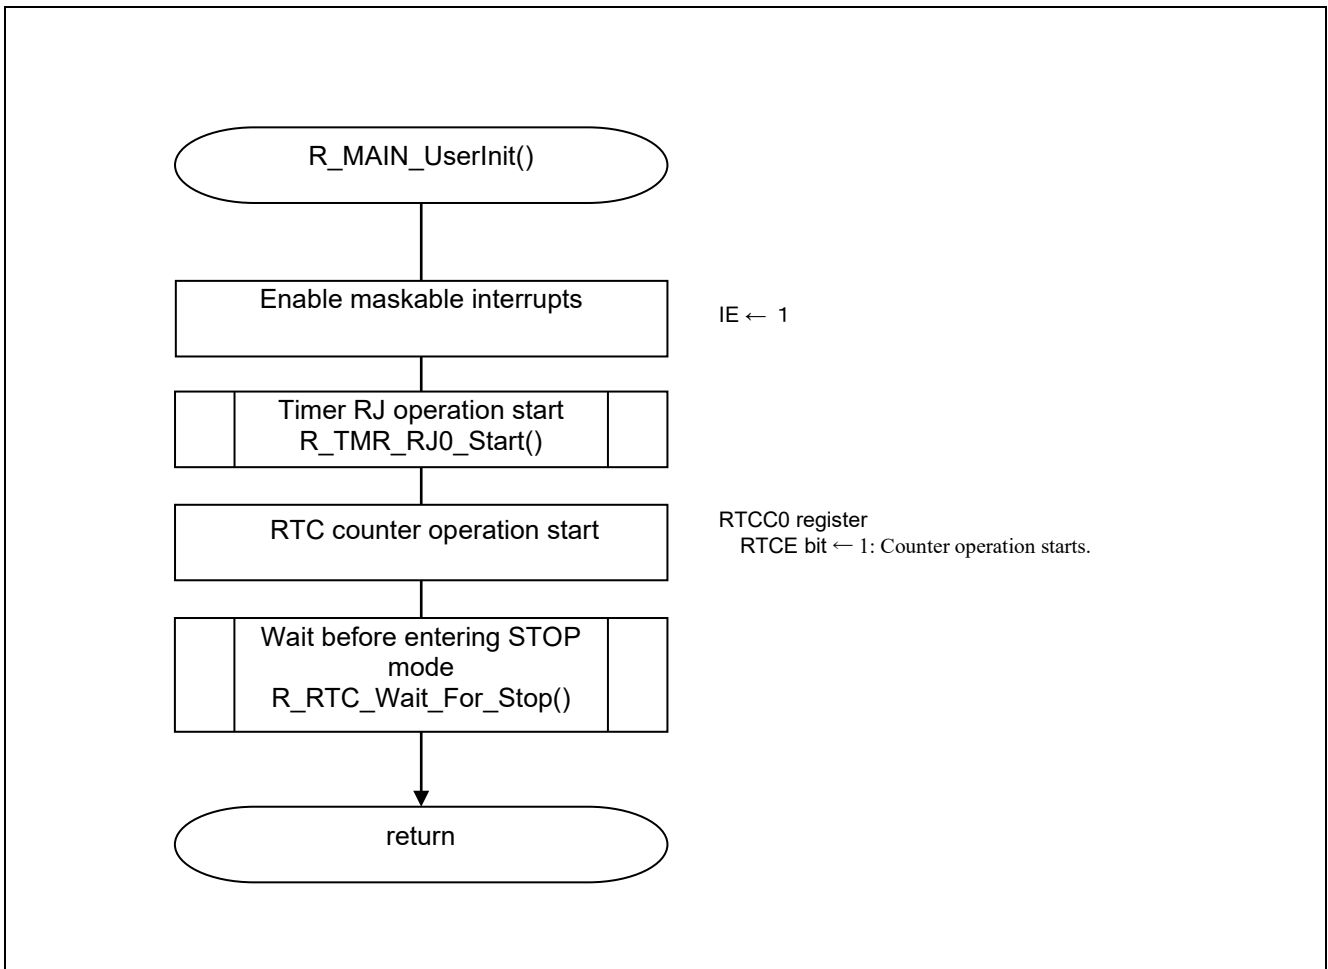 R_MAIN_UserInit()
Enable maskable interrupts
IE ← 1
Timer RJ operation start
R_TMR_RJ0_Start()
RTC counter operation start
RTCC0 register
RTCE bit ← 1: Counter operation starts.
Wait before entering STOP
mode
R_RTC_Wait_For_Stop()
return